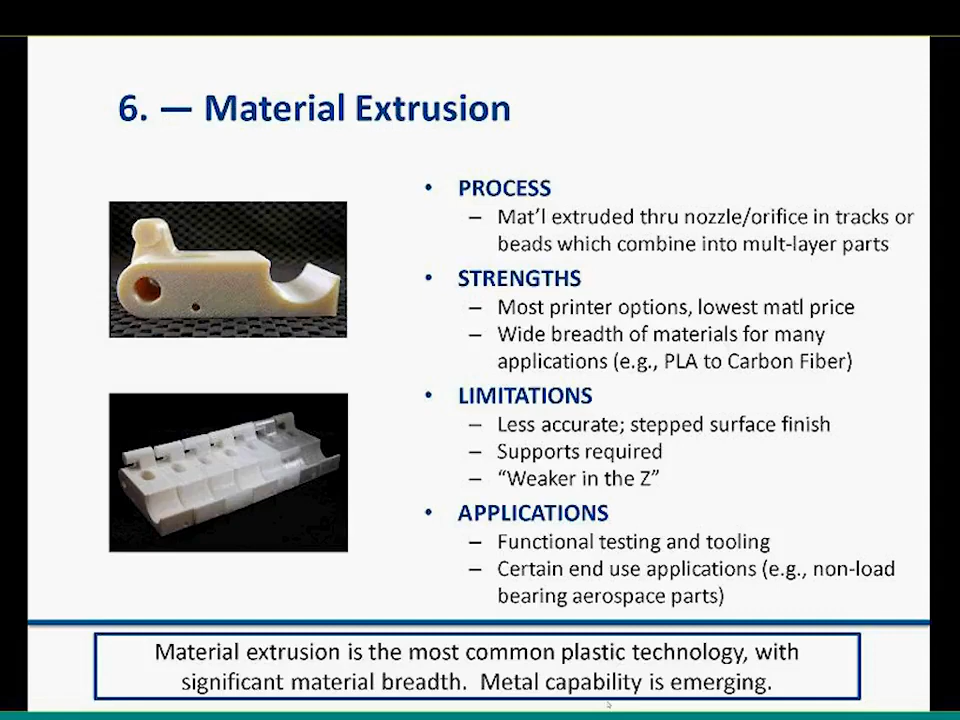 6. — Material Extrusion
• PROCESS
– Mat'l extruded thru nozzle/orifice in tracks or
beads which combine into mult-layer parts
• STRENGTHS
– Most printer options, lowest matl price
– Wide breadth of materials for many
applications (e.g., PLA to Carbon Fiber)
• LIMITATIONS
– Less accurate; stepped surface finish
– Supports required
– “Weaker in the Z”
• APPLICATIONS
– Functional testing and tooling
– Certain end use applications (e.g., non-load
bearing aerospace parts)
Material extrusion is the most common plastic technology, with
significant material breadth. Metal capability is emerging.